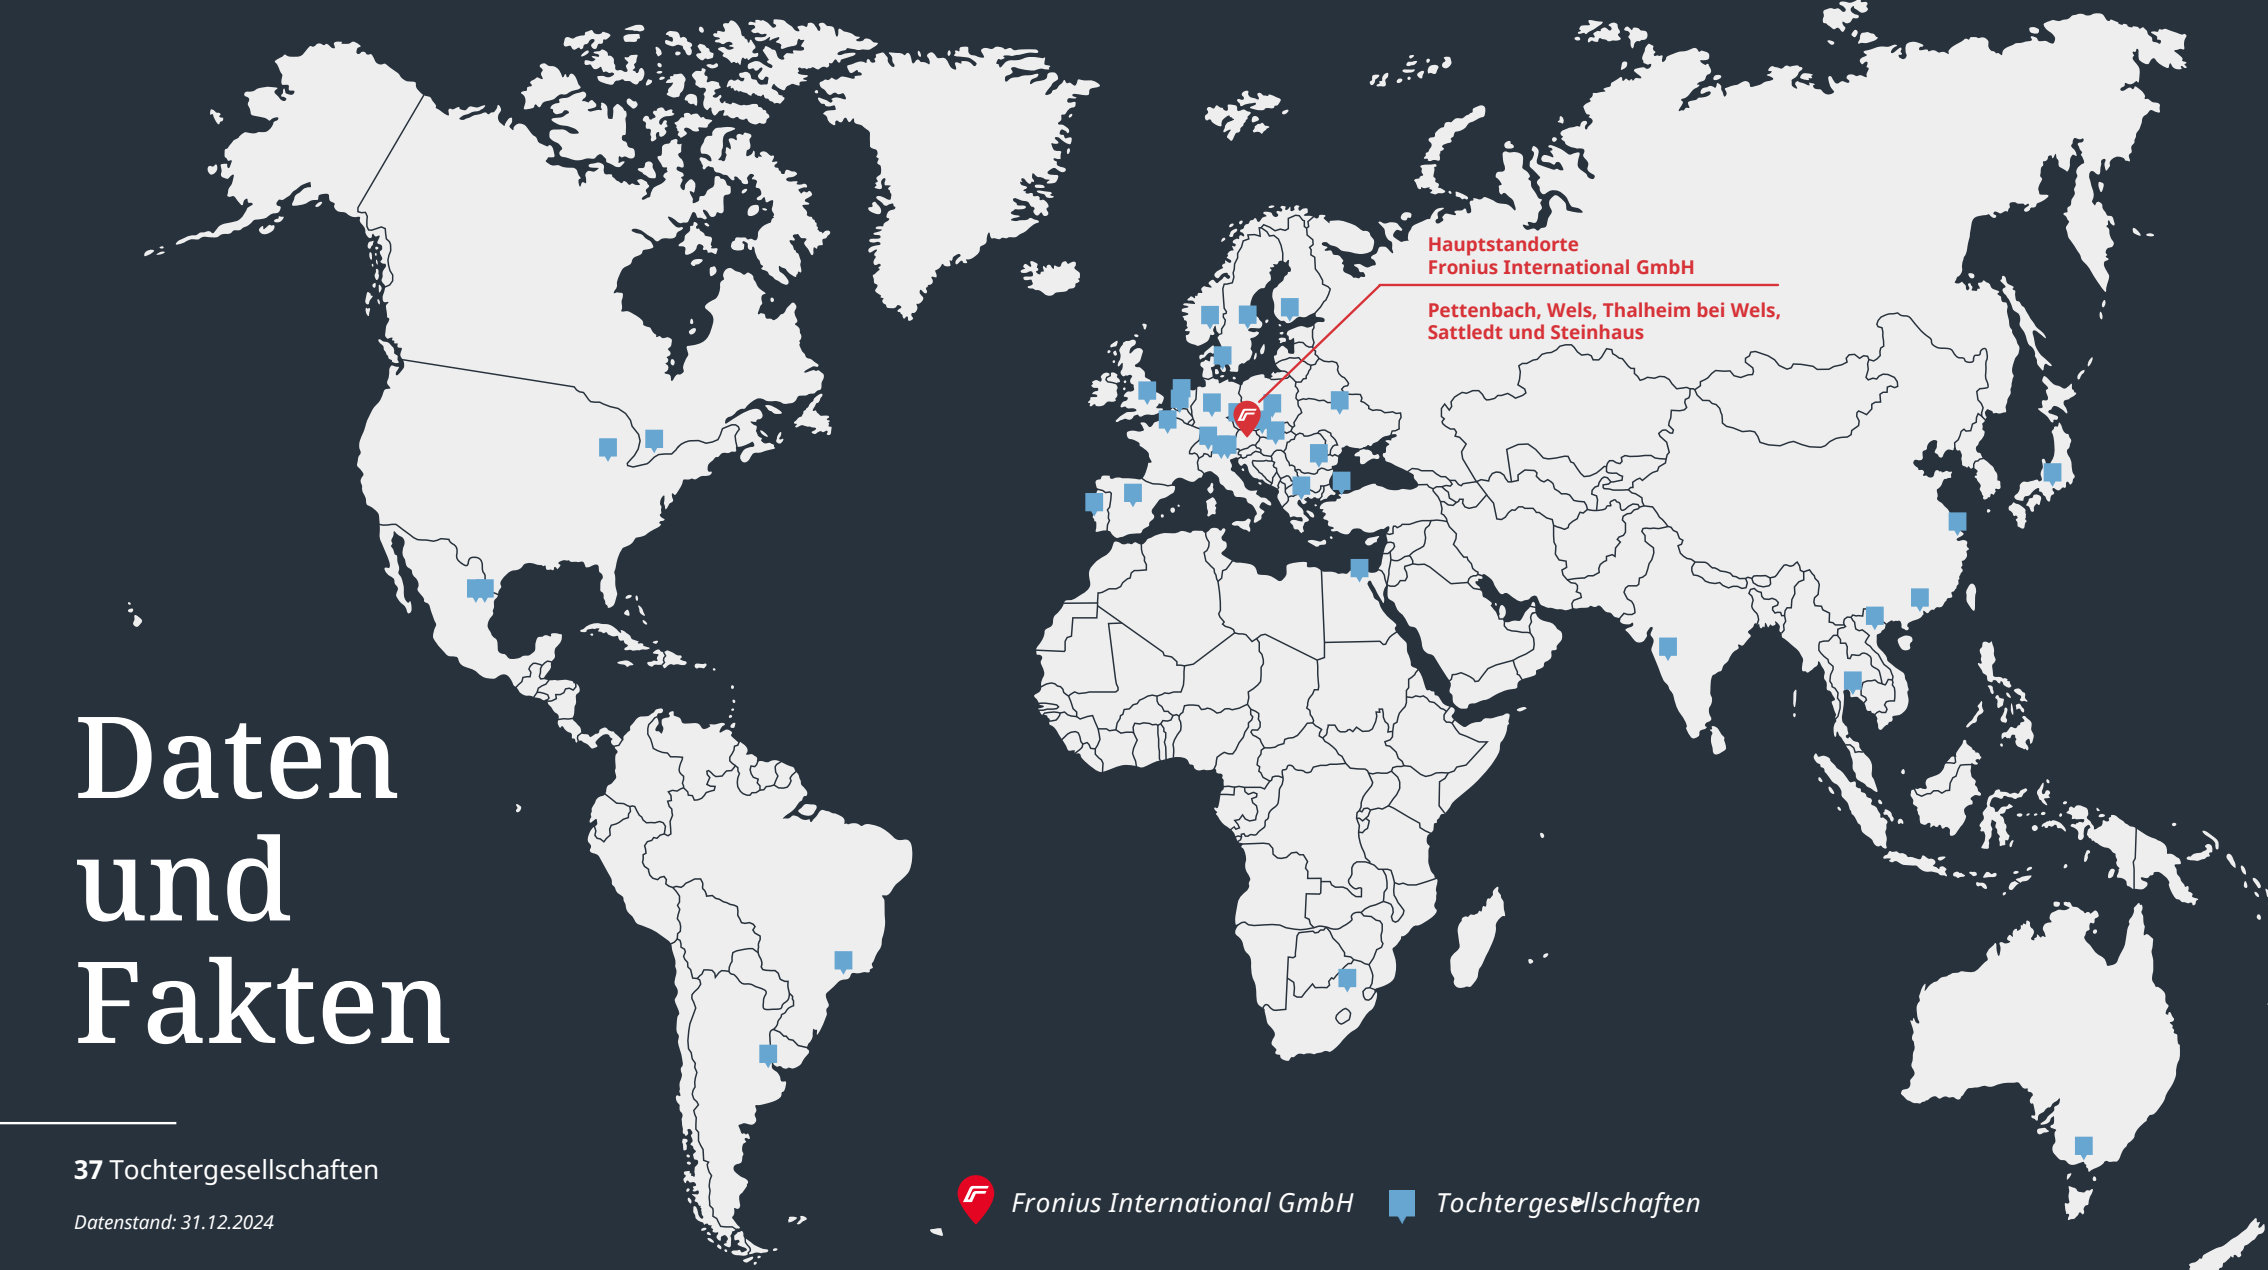 Hauptstandorte
Fronius International GmbH
Pettenbach, Wels, Thalheim bei Wels,
Sattledt und Steinhaus
Daten
und
Fakten
37 Tochtergesellschaften
Datenstand: 31.12.2024
Fronius International GmbH
Tochtergesellschaften